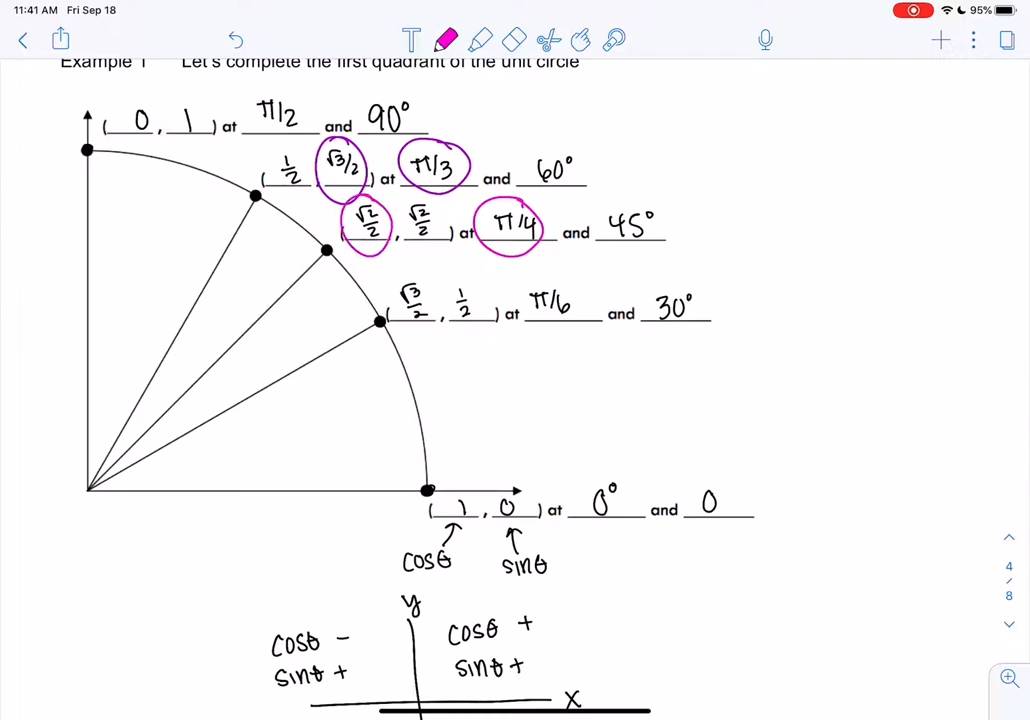 11:41 AM Fri Sep 18
95%
Example 1 Let's complete the first quadrant of the unit circle
( 0 , 1 ) at π/2 and 90°
( 1/2 , √3/2 ) at π/3 and 60°
( √2/2 , √2/2 ) at π/4 and 45°
( √3/2 , 1/2 ) at π/6 and 30°
( 1 , 0 ) at 0° and 0
cosθ sinθ
y
cosθ - cosθ +
sinθ + sinθ +
x
4
/
8